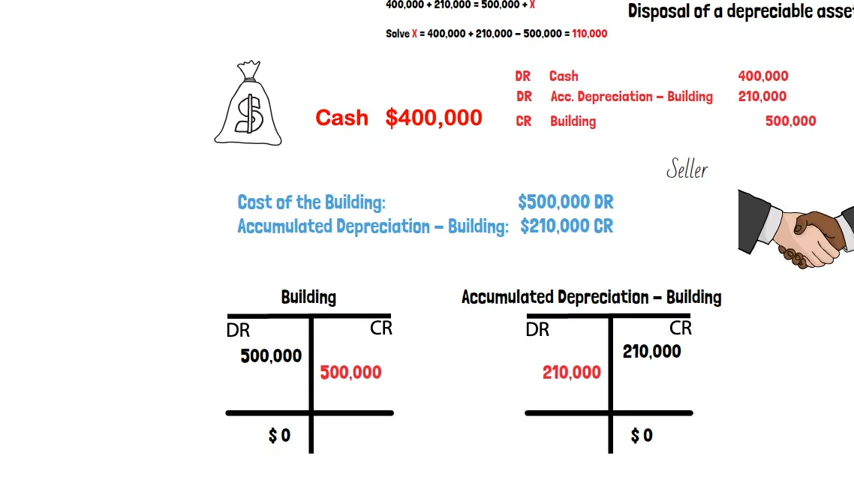 400,000 + 210,000 = 500,000 + X
Disposal of a depreciable asse
Solve X = 400,000 + 210,000 – 500,000 = 110,000
DR Cash 400,000
DR Acc. Depreciation – Building 210,000
CR Building 500,000
$
Cash $400,000
Seller
Cost of the Building: $500,000 DR
Accumulated Depreciation – Building: $210,000 CR
Building
DR CR
500,000
500,000
$ 0
Accumulated Depreciation – Building
DR CR
210,000
210,000
$ 0